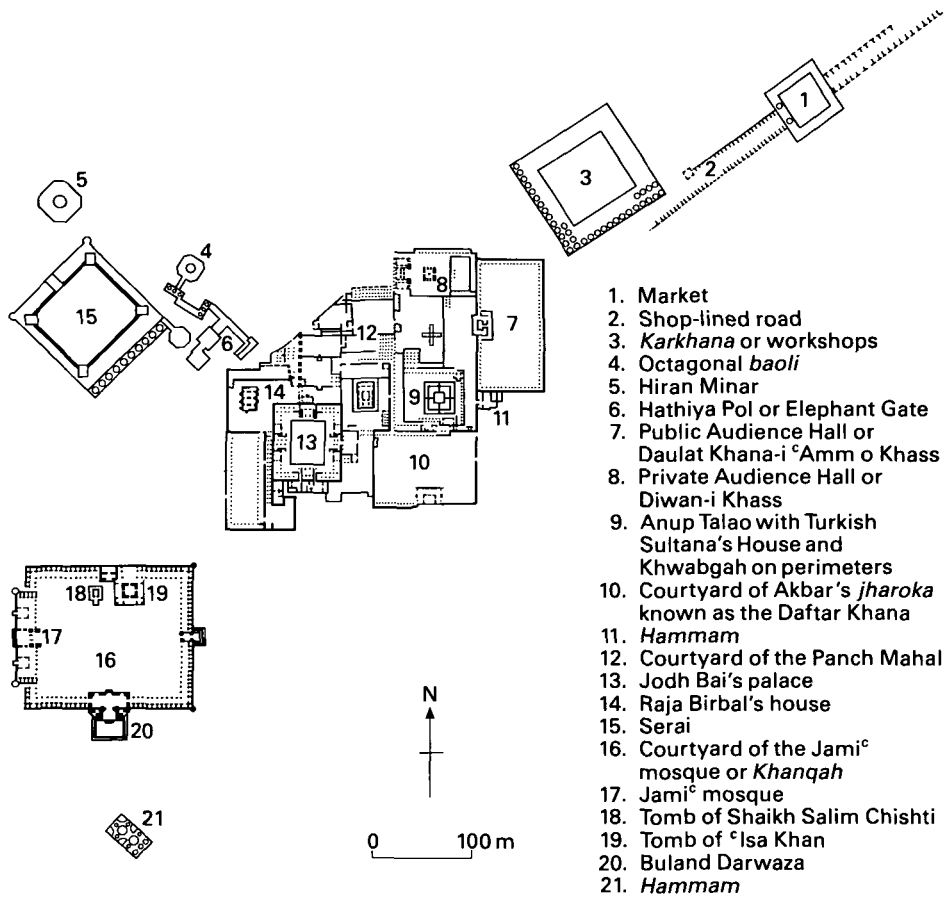 1
5
3
2
4
8
15
7
12
6
9
14
11
13
10
18
19
17
16
N
20
21
0 100 m
1. Market
2. Shop-lined road
3. Karkhana or workshops
4. Octagonal baoli
5. Hiran Minar
6. Hathiya Pol or Elephant Gate
7. Public Audience Hall or
Daulat Khana-i ᶜAmm o Khass
8. Private Audience Hall or
Diwan-i Khass
9. Anup Talao with Turkish
Sultana's House and
Khwabgah on perimeters
10. Courtyard of Akbar's jharoka
known as the Daftar Khana
11. Hammam
12. Courtyard of the Panch Mahal
13. Jodh Bai's palace
14. Raja Birbal's house
15. Serai
16. Courtyard of the Jamiᶜ
mosque or Khanqah
17. Jamiᶜ mosque
18. Tomb of Shaikh Salim Chishti
19. Tomb of ᶜIsa Khan
20. Buland Darwaza
21. Hammam